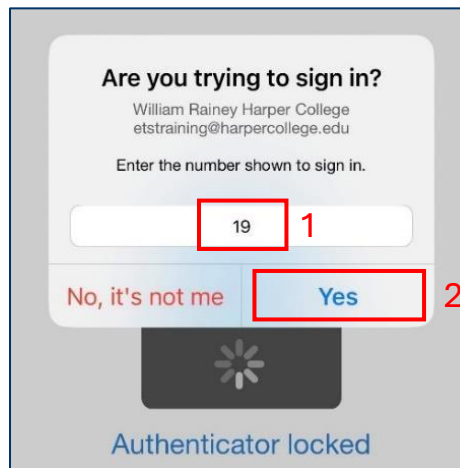 Are you trying to sign in?
William Rainey Harper College
etstraining@harpercollege.edu
Enter the number shown to sign in.
19 1
No, it's not me Yes 2
Authenticator locked